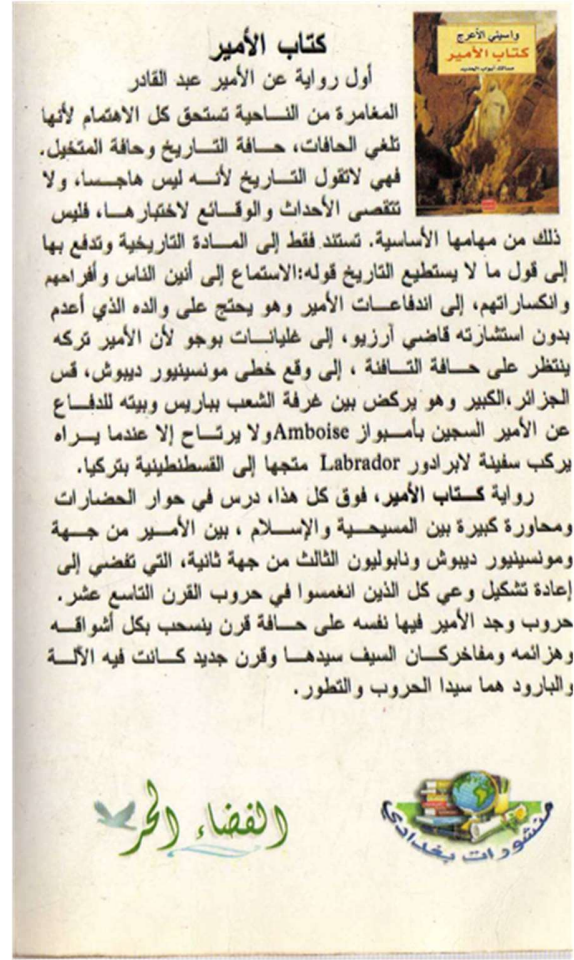 واسيني الأعرج
كتاب الأمير
مسالك أبواب الحديد
كتاب الأمير
أول رواية عن الأمير عبد القادر
المغامرة من الناحية تستحق كل الاهتمام لأنها
تلغي الحافات، حافة التاريخ وحافة المتخيل.
فهي لاتقول التاريخ لأنه ليس هاجسا، ولا
تتقصى الأحداث والوقائع لاختبارها، فليس
ذلك من مهامها الأساسية. تستند فقط إلى المادة التاريخية وتدفع بها
إلى قول ما لا يستطيع التاريخ قوله:الاستماع إلى أنين الناس وأفراحهم
وانكساراتهم، إلى اندفاعات الأمير وهو يحتج على والده الذي أعدم
بدون استشارته قاضي آرزيو، إلى غليانات بوجو لأن الأمير تركه
ينتظر على حافة التافنة ، إلى وقع خطى مونسينيور ديبوش، قس
الجزائر،الكبير وهو يركض بين غرفة الشعب بباريس وبيته للدفاع
عن الأمير السجين بأمبواز Amboise ولا يرتاح إلا عندما يراه
يركب سفينة لابرادور Labrador متجها إلى القسطنطينية بتركيا.
رواية كتاب الأمير، فوق كل هذا، درس في حوار الحضارات
ومحاورة كبيرة بين المسيحية والإسلام ، بين الأمير من جهة
ومونسينيور ديبوش ونابوليون الثالث من جهة ثانية، التي تفضي إلى
إعادة تشكيل وعي كل الذين انغمسوا في حروب القرن التاسع عشر.
حروب وجد الأمير فيها نفسه على حافة قرن ينسحب بكل أشواقه
وهزائمه ومفاخركان السيف سيدها وقرن جديد كانت فيه الآلة
والبارود هما سيدا الحروب والتطور.
منشورات بغدادي
الفضاء الحر